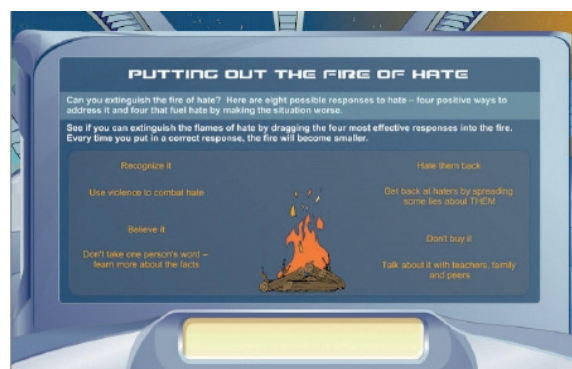 PUTTING OUT THE FIRE OF HATE
Can you extinguish the fire of hate? Here are eight possible responses to hate – four positive ways to
address it and four that fuel hate by making the situation worse.
See if you can extinguish the flames of hate by dragging the four most effective responses into the fire.
Every time you put in a correct response, the fire will become smaller.
Recognize it
Use violence to combat hate
Believe it
Don't take one person's word –
learn more about the facts
Hate them back
Get back at haters by spreading
some lies about THEM
Don't buy it
Talk about it with teachers, family
and peers